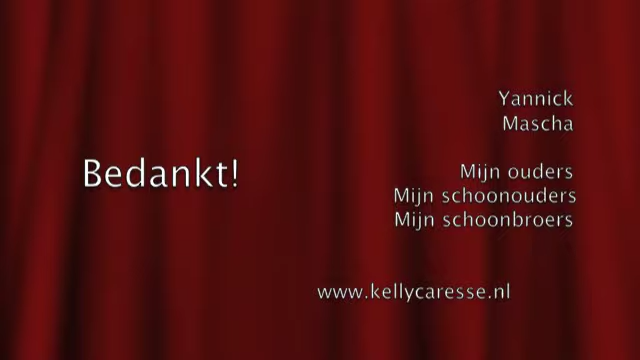 Bedankt!
Yannick
Mascha
Mijn ouders
Mijn schoonouders
Mijn schoonbroers
www.kellycaresse.nl